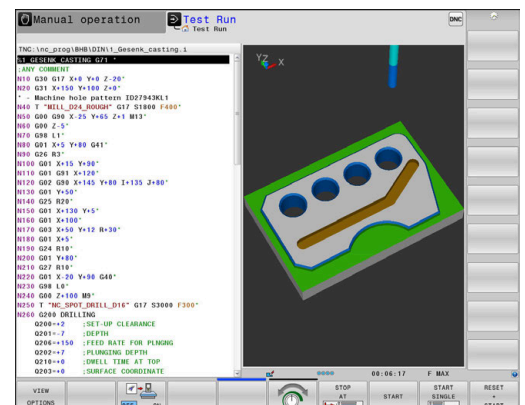 Manual operation
Test Run
Test Run
DNC
TNC:\nc_prog\BHB\DIN\1_Gesenk_casting.i
%1_GESENK_CASTING G71 *
;ANY COMMENT
N10 G30 G17 X+0 Y+0 Z-20*
N20 G31 X+150 Y+100 Z+0*
* - Machine hole pattern ID27943KL1
N40 T "MILL_D24_ROUGH" G17 S1800 F400*
N50 G00 G90 X-25 Y+65 Z+1 M13*
N60 G00 Z-5*
N70 G98 L1*
N80 G01 X+5 Y+80 G41*
N90 G26 R3*
N100 G01 X+15 Y+90*
N110 G01 G91 X+120*
N120 G02 G90 X+145 Y+80 I+135 J+80*
N130 G01 Y+50*
N140 G25 R20*
N150 G01 X+130 Y+5*
N160 G01 X+100*
N170 G03 X+50 Y+12 R+30*
N180 G01 X+5*
N190 G24 R10*
N200 G01 Y+80*
N210 G27 R10*
N220 G01 X-20 Y+90 G40*
N230 G98 L0*
N240 G00 Z+100 M9*
N250 T "NC_SPOT_DRILL_D16" G17 S3000 F300*
N260 G200 DRILLING
Q200=+2 ;SET-UP CLEARANCE
Q201=-7 ;DEPTH
Q206=+150 ;FEED RATE FOR PLNGNG
Q202=+7 ;PLUNGING DEPTH
Q210=+0 ;DWELL TIME AT TOP
Q203=+0 ;SURFACE COORDINATE
YZ X
00:06:17 F MAX
VIEW
OPTIONS
STOP
AT
START
START
SINGLE
RESET
+
START